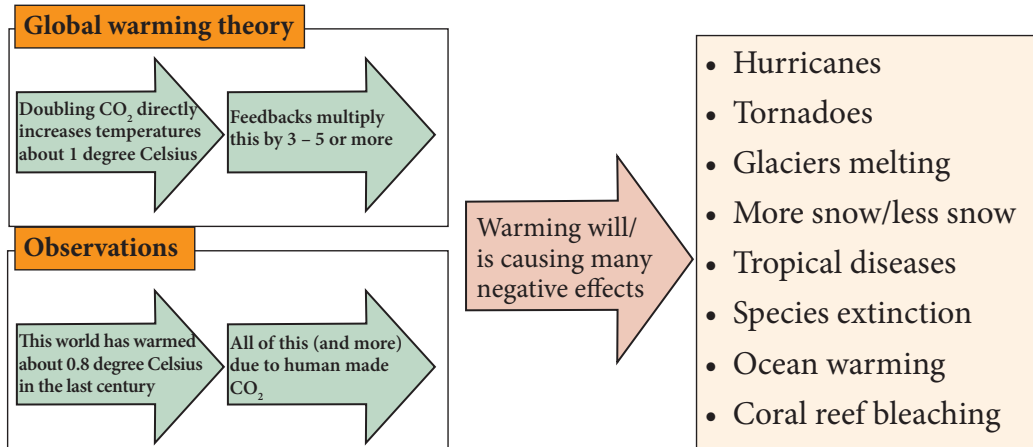 Global warming theory
Doubling CO₂ directly
increases temperatures
about 1 degree Celsius
Feedbacks multiply
this by 3 – 5 or more
Observations
This world has warmed
about 0.8 degree Celsius
in the last century
All of this (and more)
due to human made
CO₂
Warming will/
is causing many
negative effects
• Hurricanes
• Tornadoes
• Glaciers melting
• More snow/less snow
• Tropical diseases
• Species extinction
• Ocean warming
• Coral reef bleaching